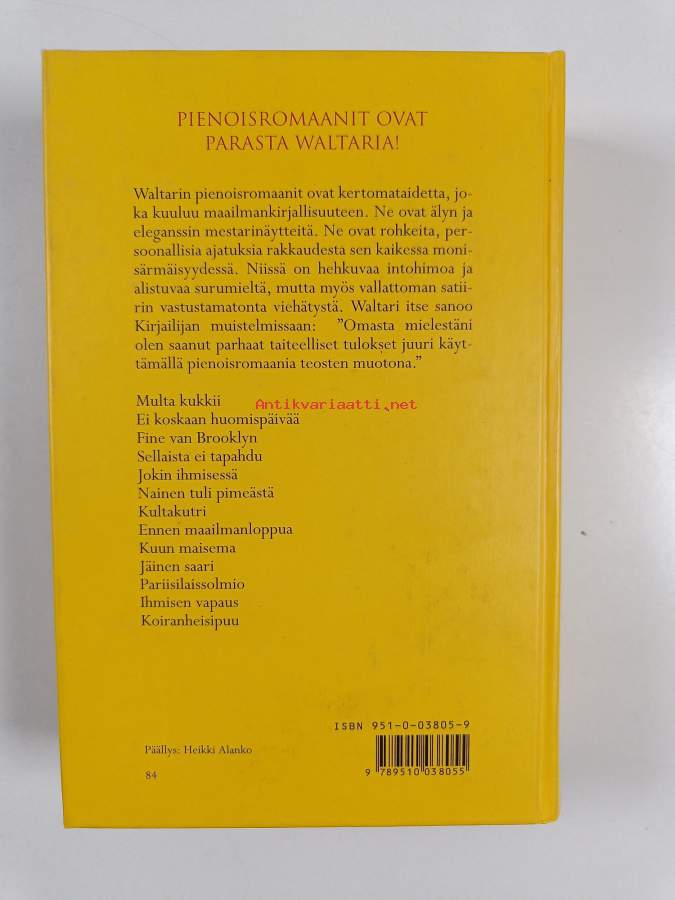 PIENOISROMAANIT OVAT
PARASTA WALTARIA!
Waltarin pienoisromaanit ovat kertomataidetta, jo-
ka kuuluu maailmankirjallisuuteen. Ne ovat älyn ja
eleganssin mestarinäytteitä. Ne ovat rohkeita, per-
soonallisia ajatuksia rakkaudesta sen kaikessa moni-
särmäisyydessä. Niissä on hehkuvaa intohimoa ja
alistuvaa surumieltä, mutta myös vallattoman satii-
rin vastustamatonta viehätystä. Waltari itse sanoo
Kirjailijan muistelmissaan: ”Omasta mielestäni
olen saanut parhaat taiteelliset tulokset juuri käyt-
tämällä pienoisromaania teosten muotona.”
Multa kukkii
Antikvariaatti.net
Ei koskaan huomispäivää
Fine van Brooklyn
Sellaista ei tapahdu
Jokin ihmisessä
Nainen tuli pimeästä
Kultakutri
Ennen maailmanloppua
Kuun maisema
Jäinen saari
Pariisilaissolmio
Ihmisen vapaus
Koiranheisipuu
ISBN 951-0-03805-9
Päällys: Heikki Alanko
84
9 789510 038055